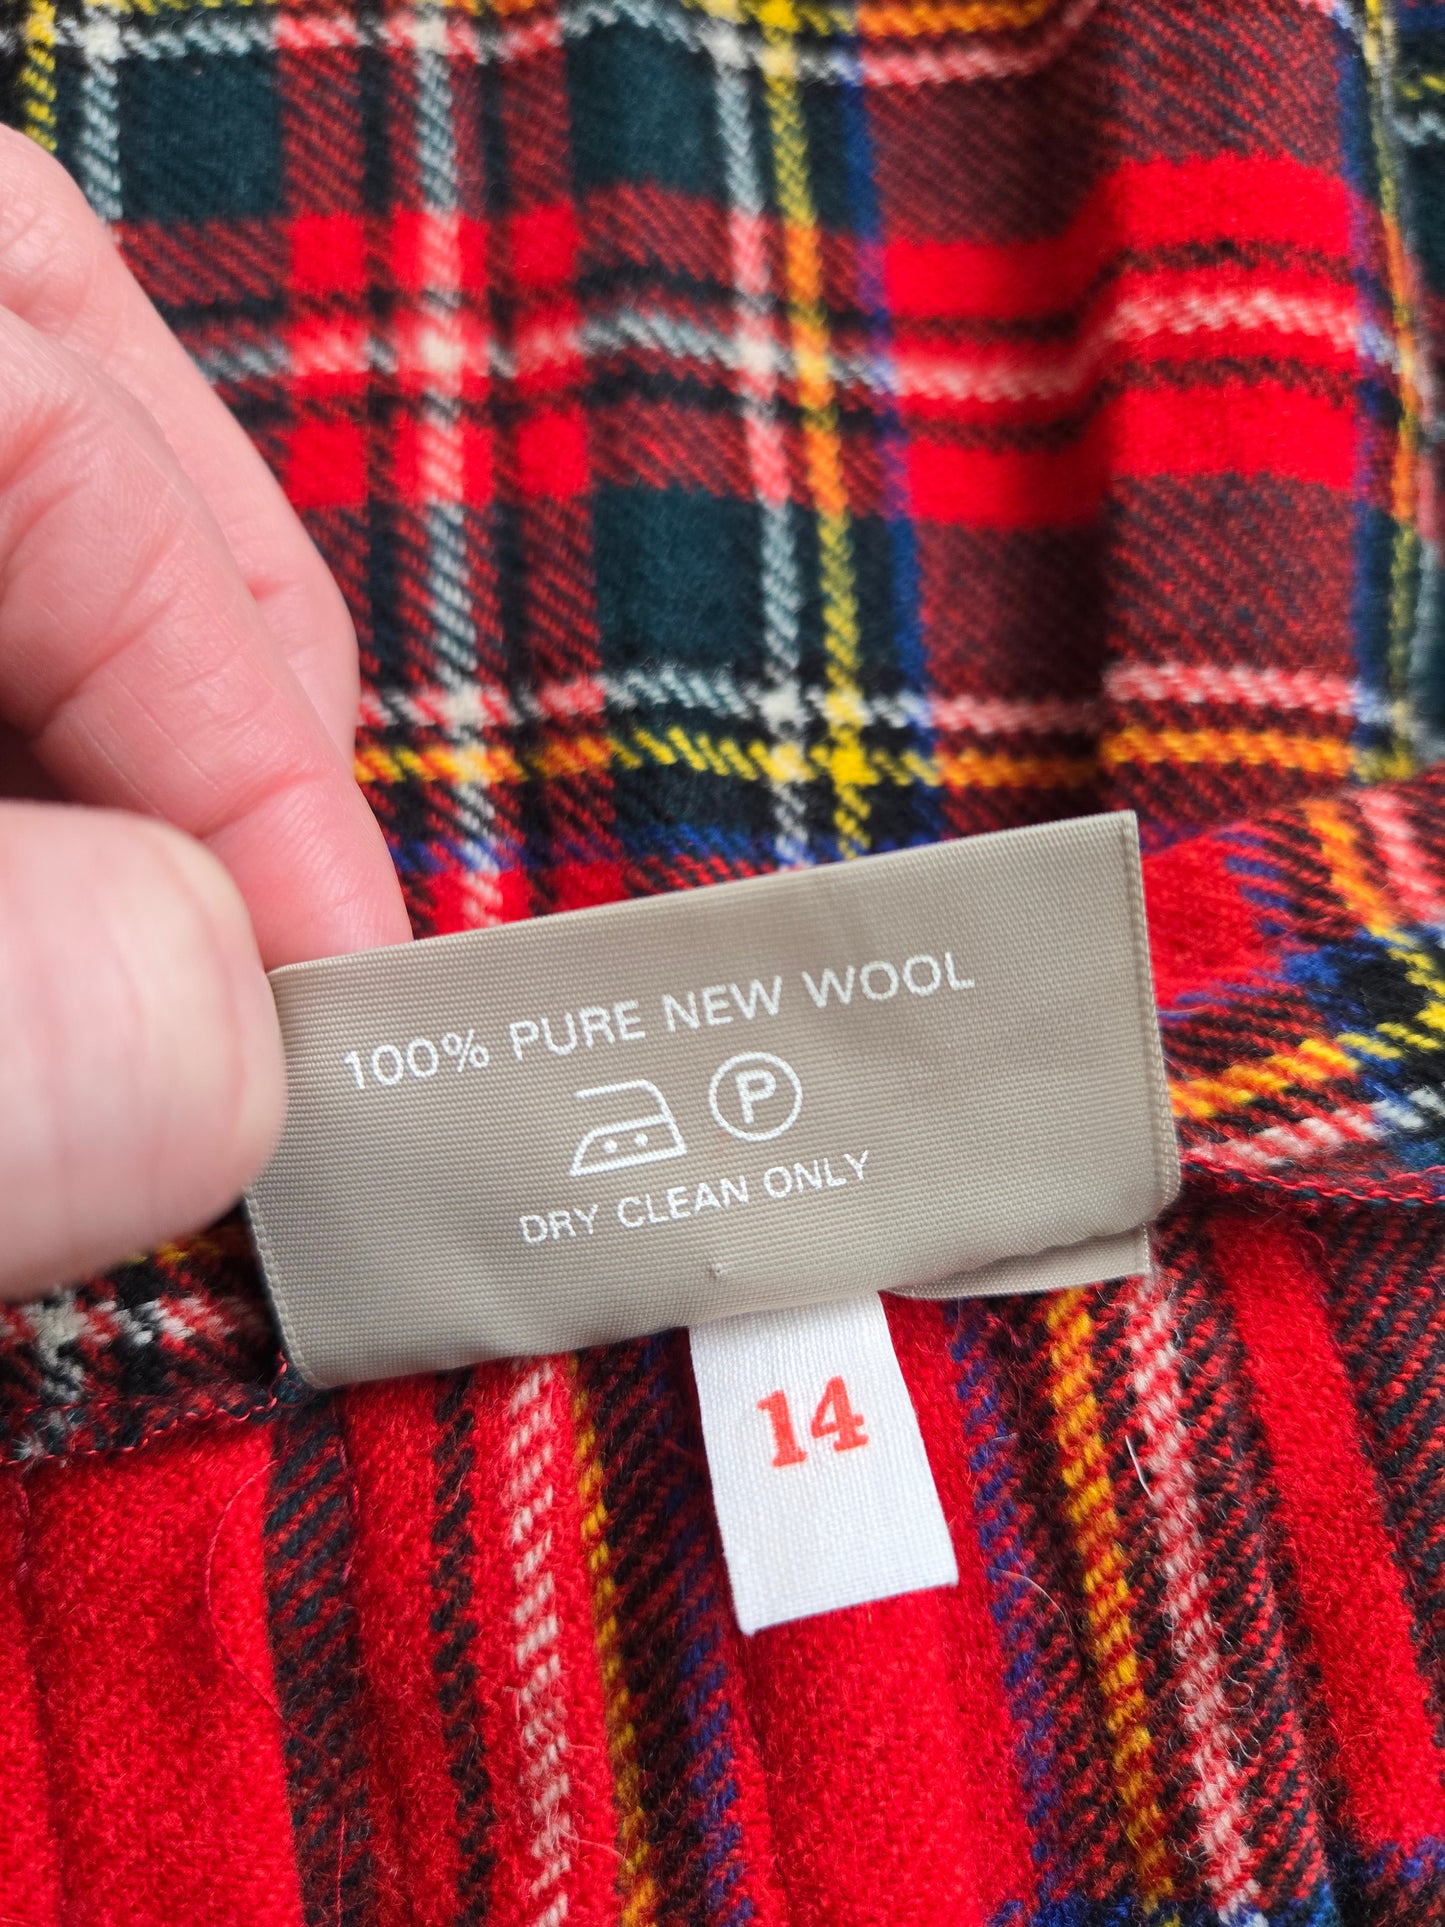 100% PURE NEW WOOL
P
DRY CLEAN ONLY
14